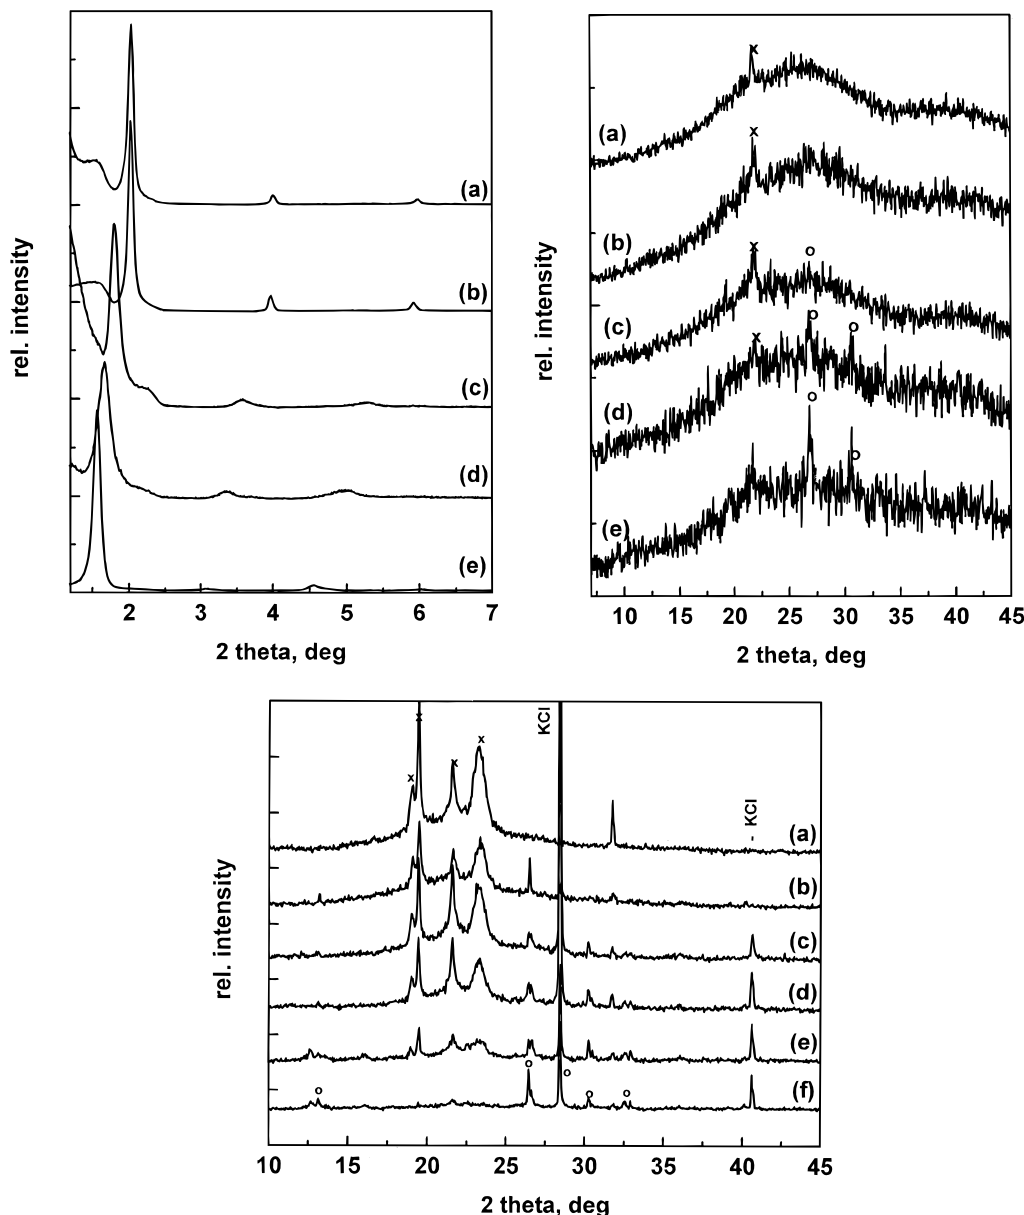 rel. intensity
(a)
(b)
(c)
(d)
(e)
2 3 4 5 6 7
2 theta, deg
rel. intensity
x
(a)
x
(b)
x o
(c)
x o o
(d)
o
o
(e)
10 15 20 25 30 35 40 45
2 theta, deg
rel. intensity
x x x x
KCl
- KCl
(a)
(b)
(c)
(d)
(e)
o o o o o
(f)
10 15 20 25 30 35 40 45
2 theta, deg